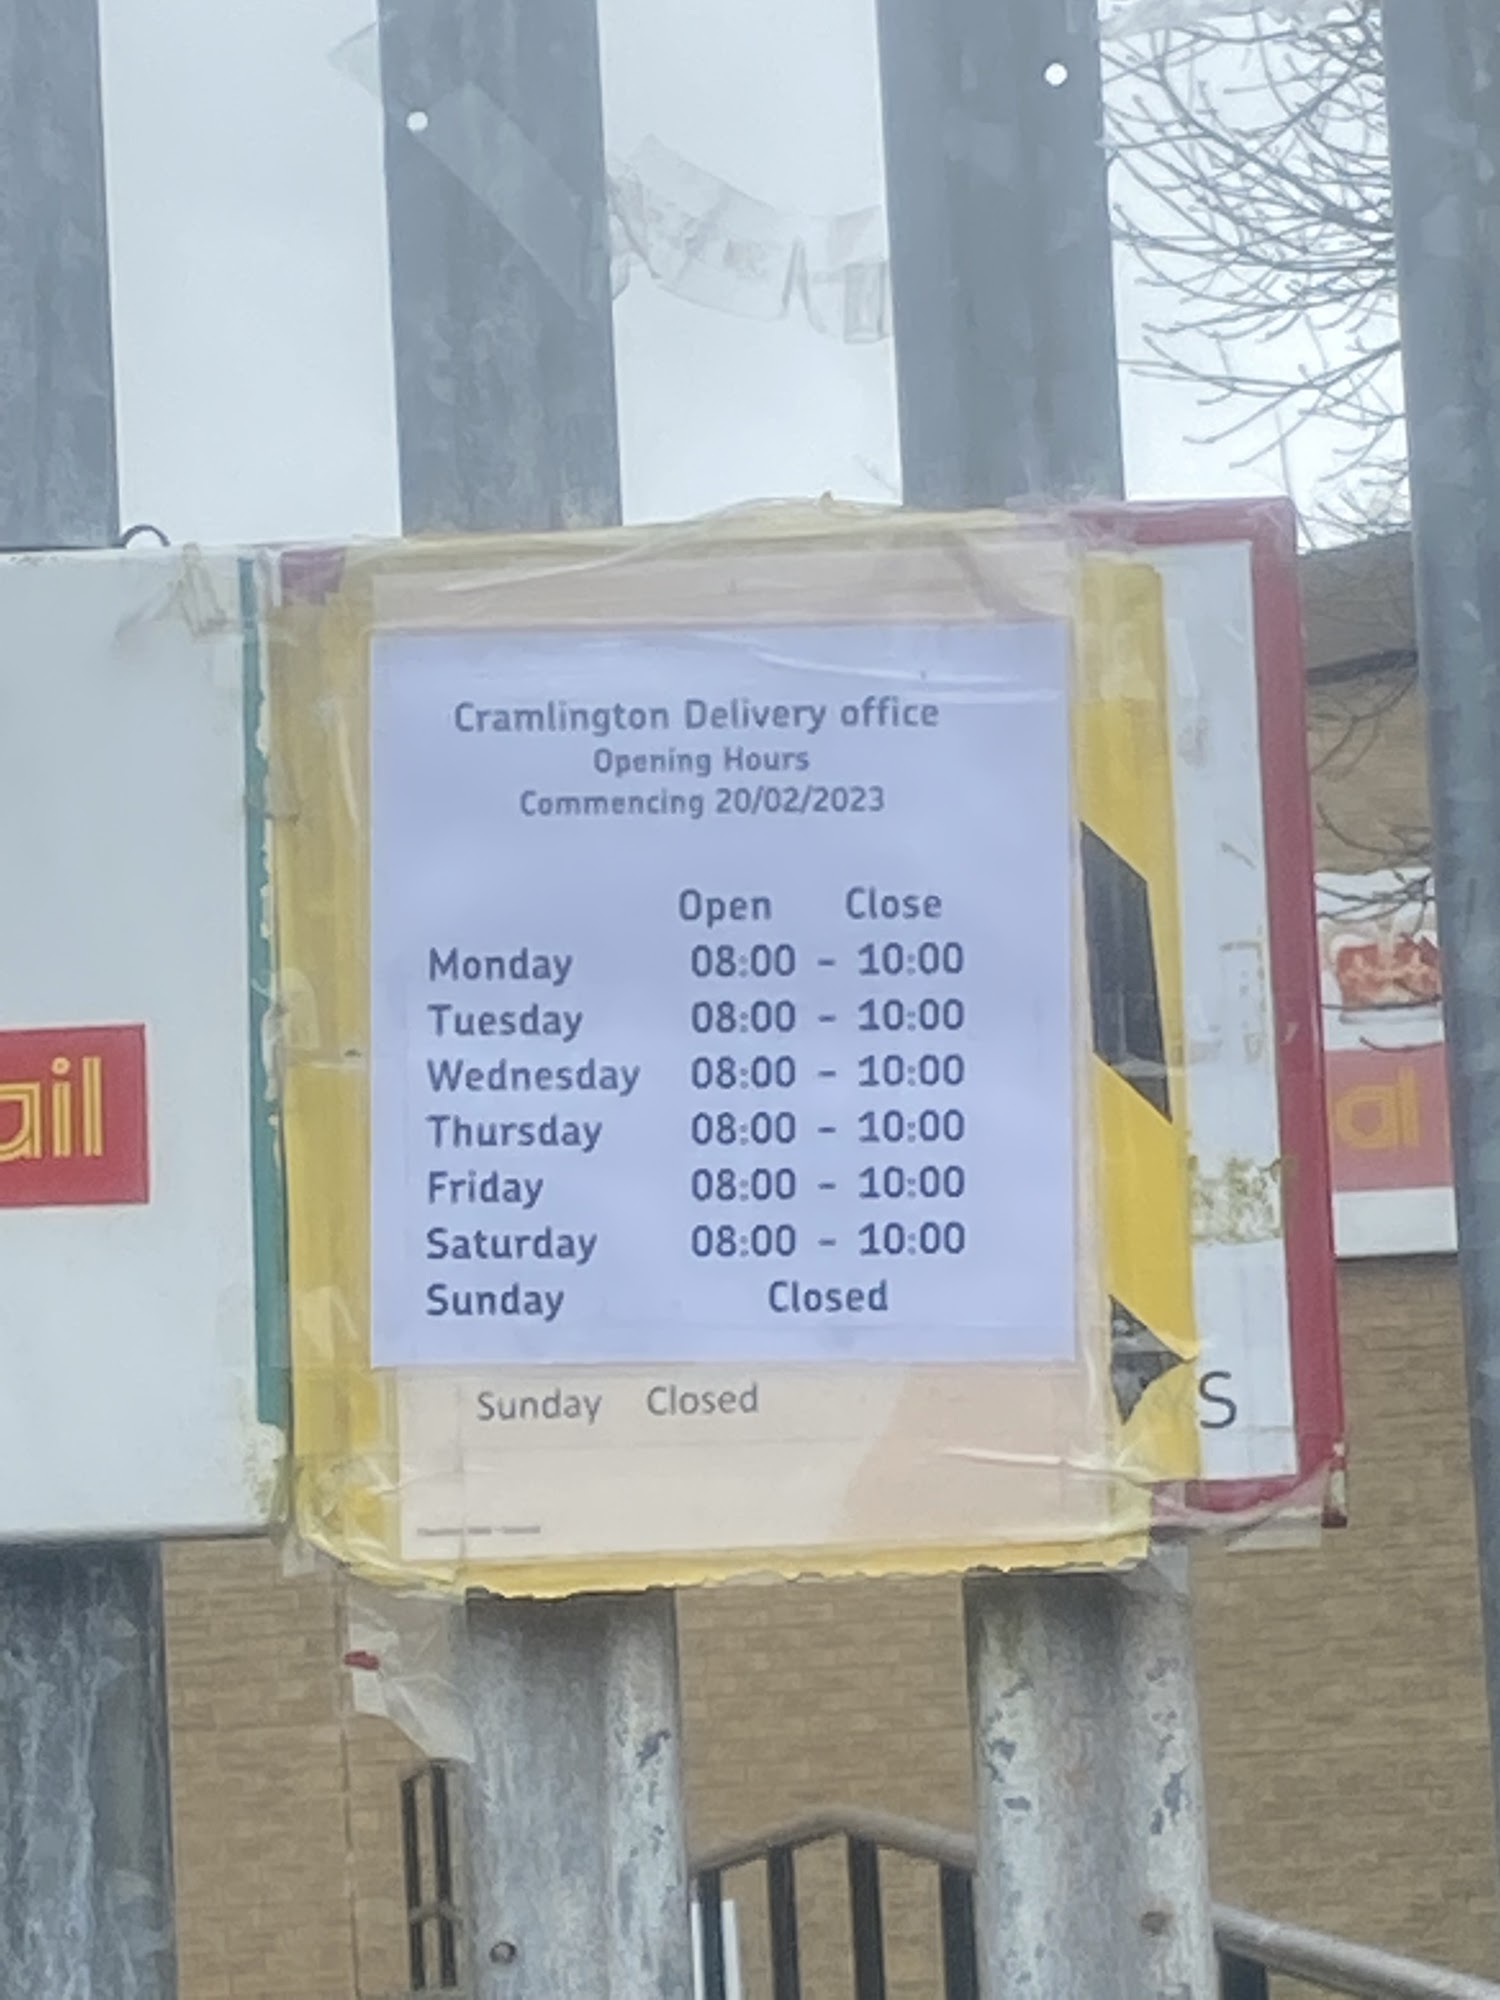 Cramlington Delivery office
Opening Hours
Commencing 20/02/2023
Open Close
Monday 08:00 - 10:00
Tuesday 08:00 - 10:00
Wednesday 08:00 - 10:00
Thursday 08:00 - 10:00
Friday 08:00 - 10:00
Saturday 08:00 - 10:00
Sunday Closed
Sunday Closed
S
ail
al